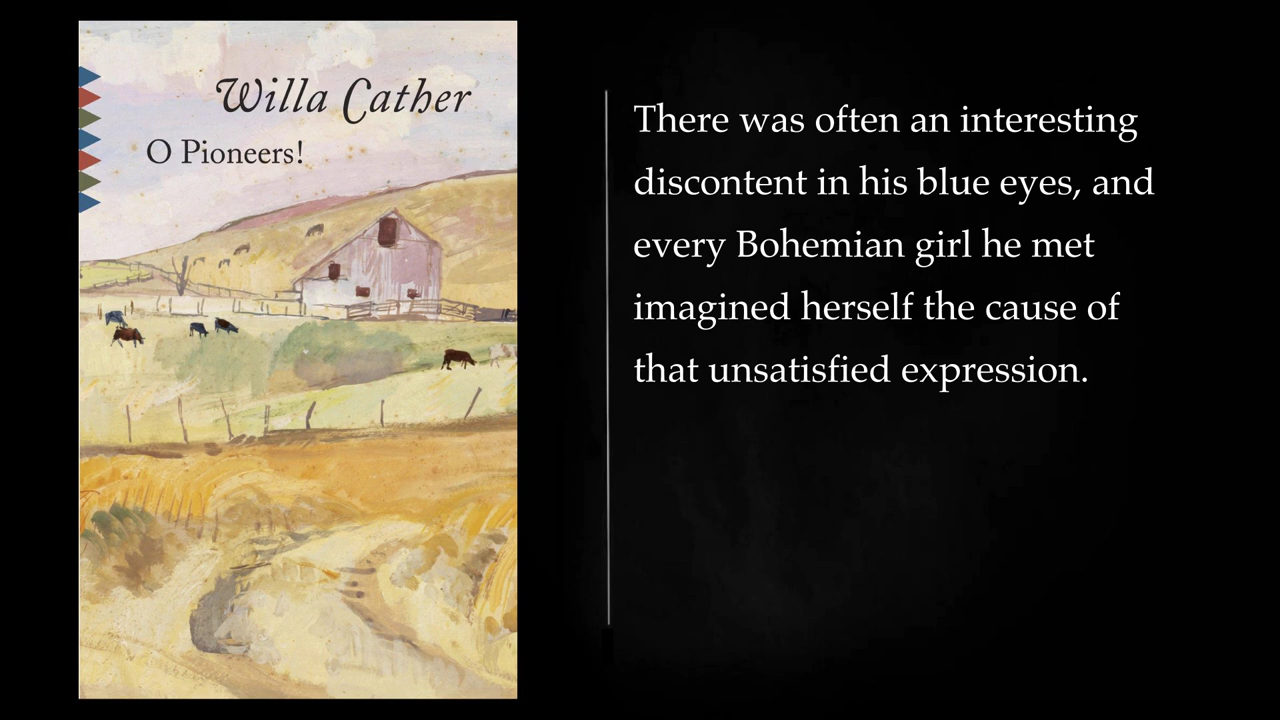 Willa Cather
O Pioneers!
There was often an interesting
discontent in his blue eyes, and
every Bohemian girl he met
imagined herself the cause of
that unsatisfied expression.